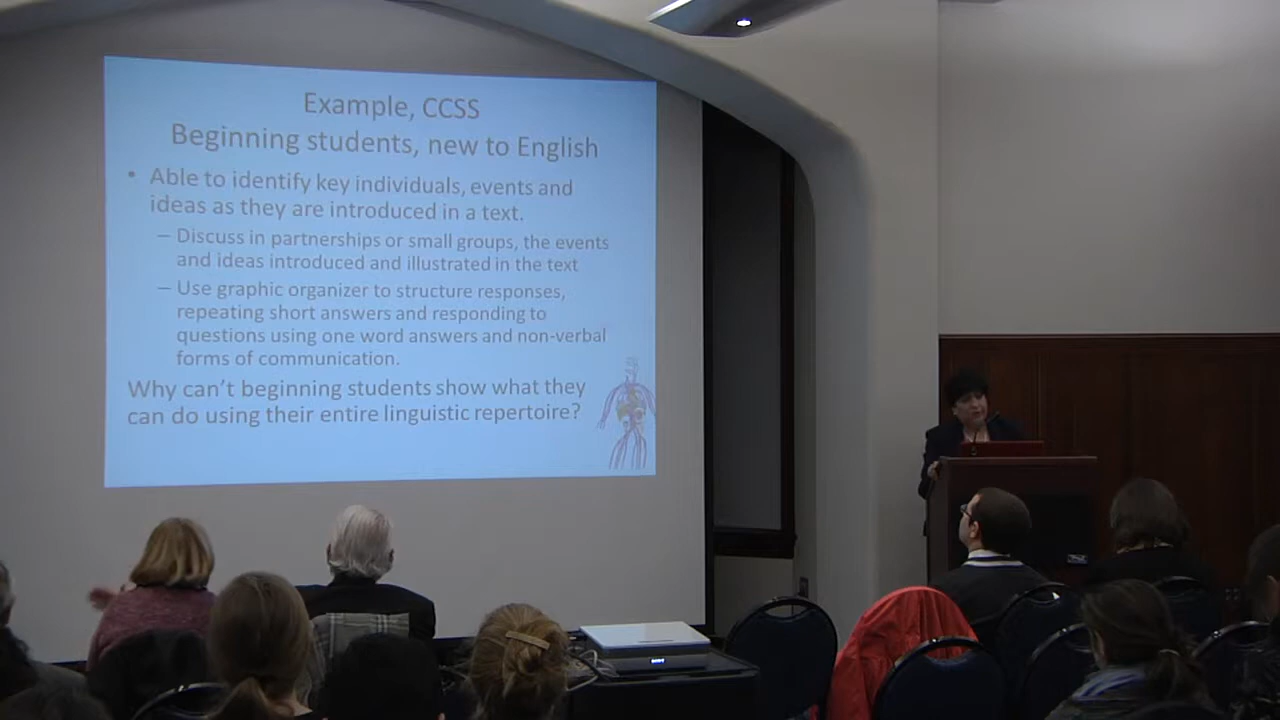 Example, CCSS
Beginning students, new to English
• Able to identify key individuals, events and
ideas as they are introduced in a text.
– Discuss in partnerships or small groups, the events
and ideas introduced and illustrated in the text
– Use graphic organizer to structure responses,
repeating short answers and responding to
questions using one word answers and non-verbal
forms of communication.
Why can't beginning students show what they
can do using their entire linguistic repertoire?